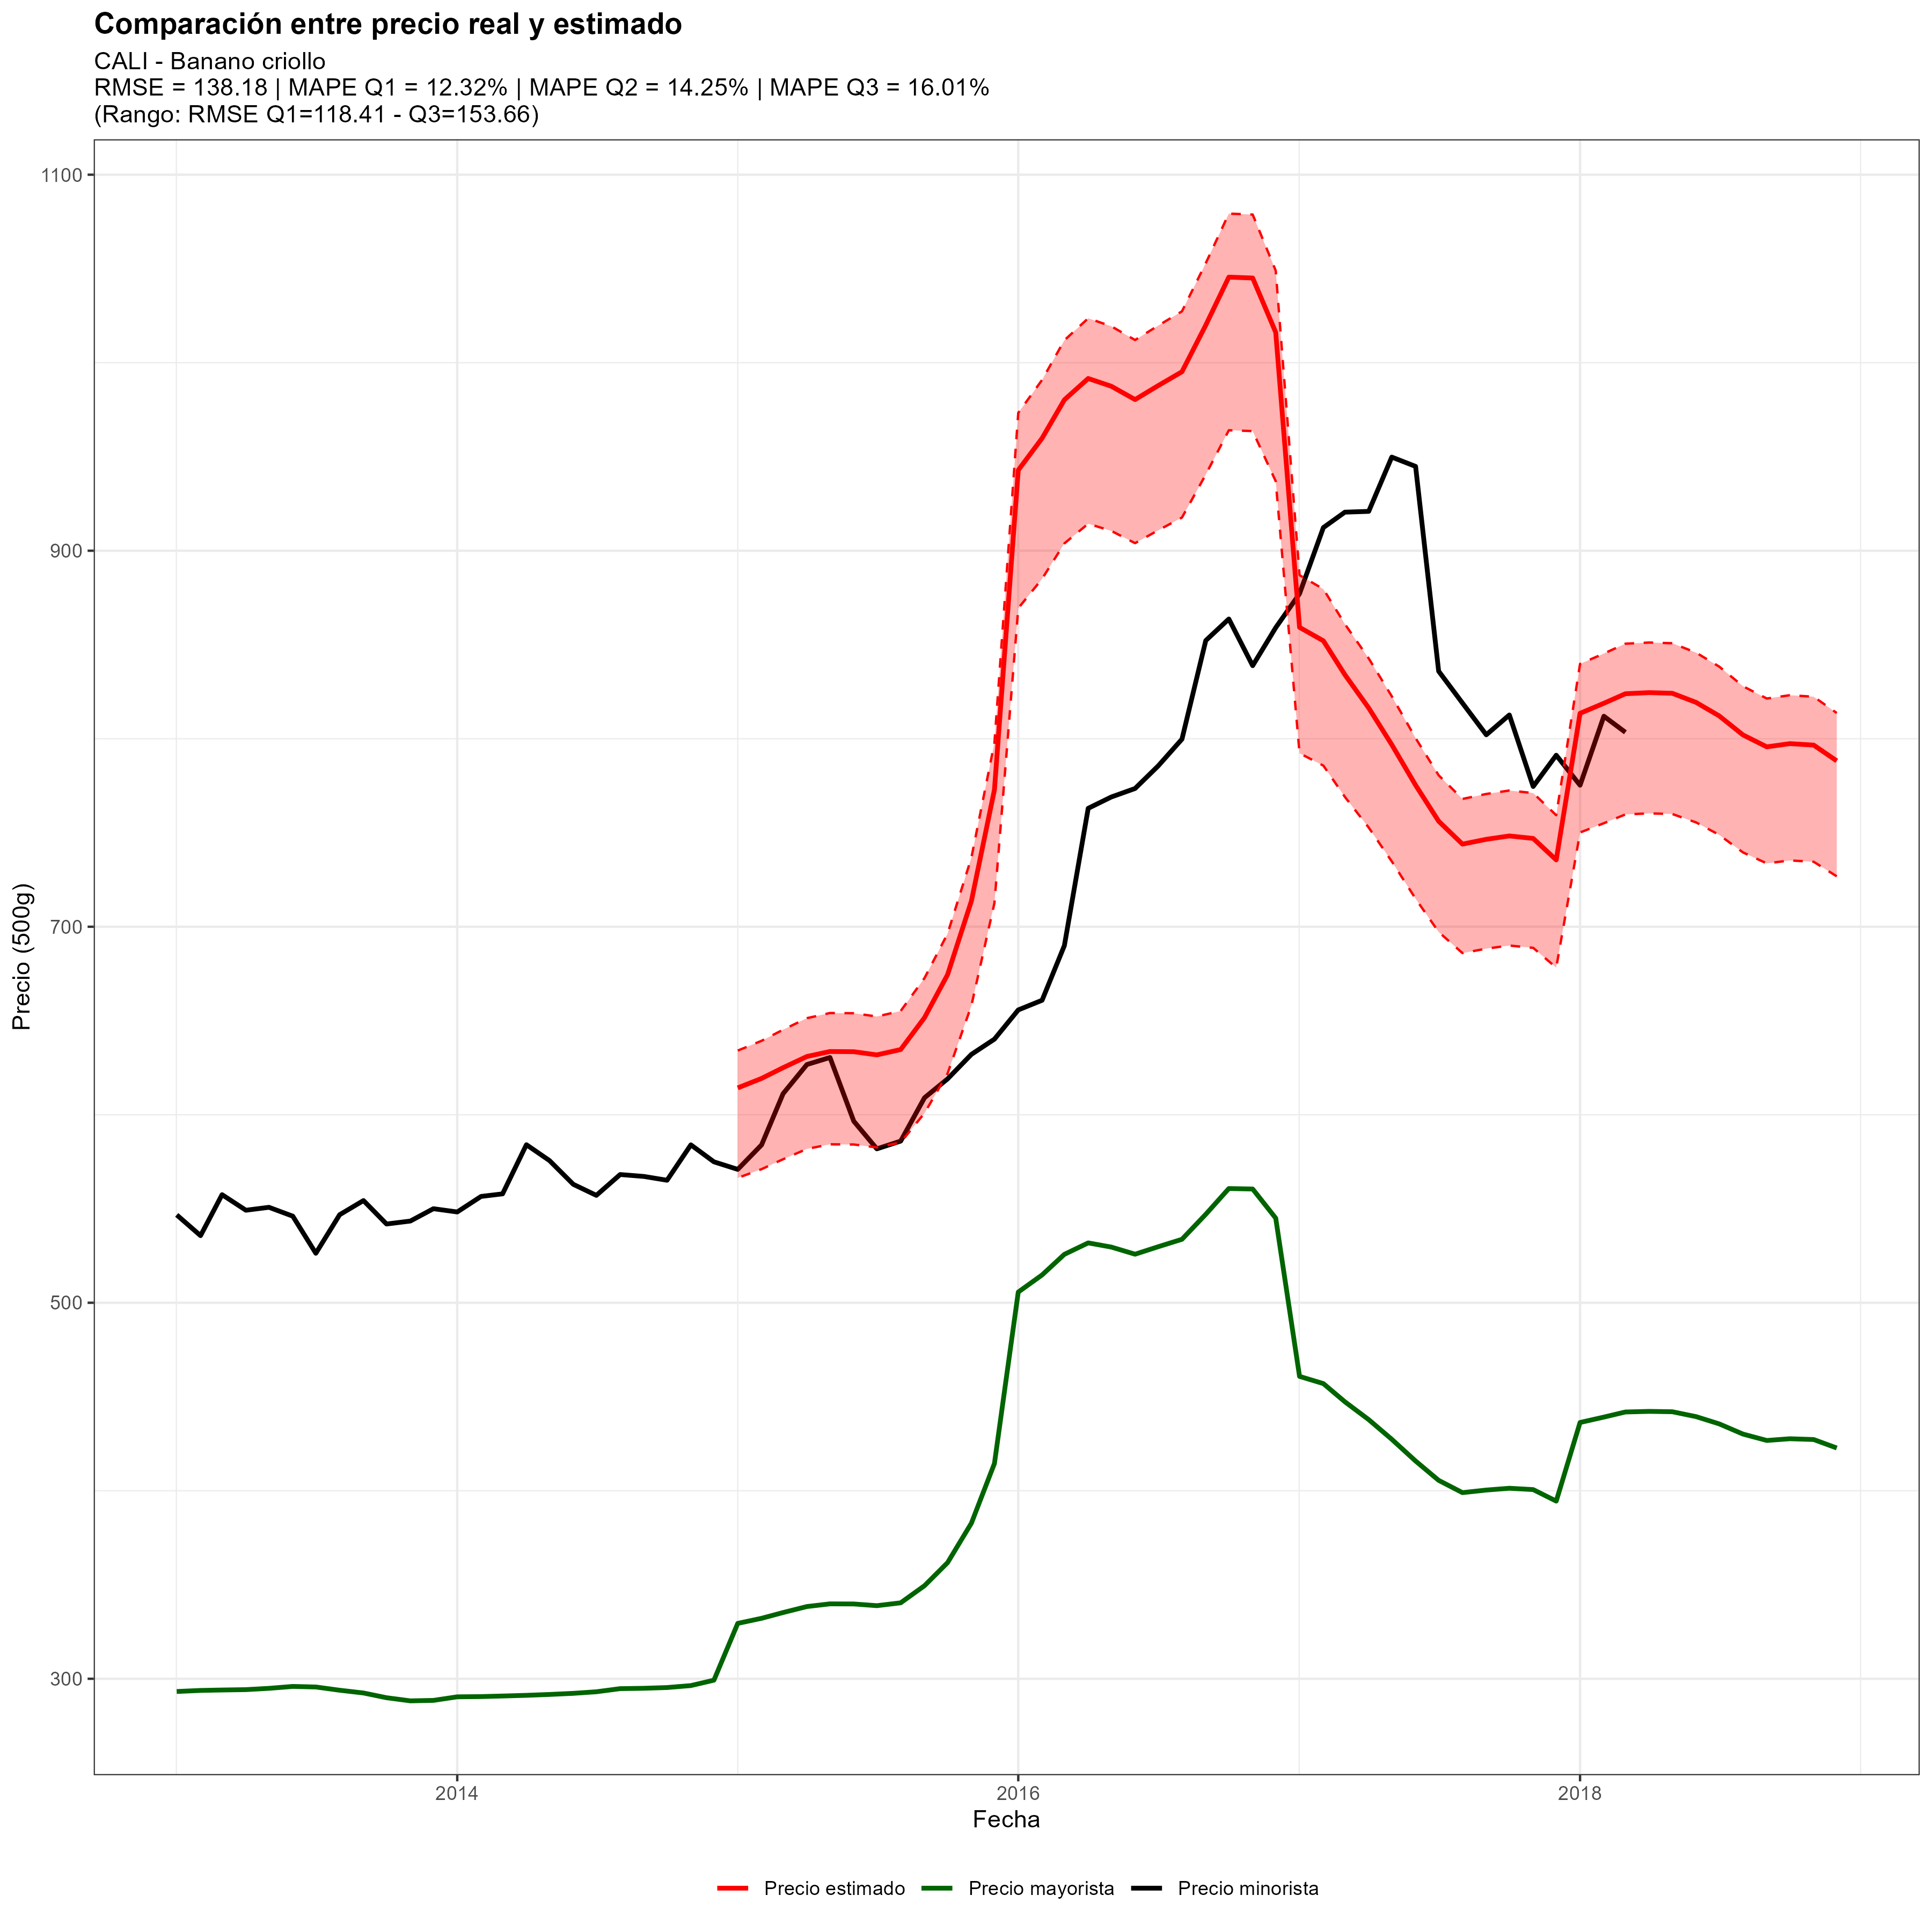 Comparación entre precio real y estimado
CALI - Banano criollo
RMSE = 138.18 | MAPE Q1 = 12.32% | MAPE Q2 = 14.25% | MAPE Q3 = 16.01%
(Rango: RMSE Q1=118.41 - Q3=153.66)
1100
900
700
500
300
Precio (500g)
2014
2016
2018
Fecha
Precio estimado
Precio mayorista
Precio minorista